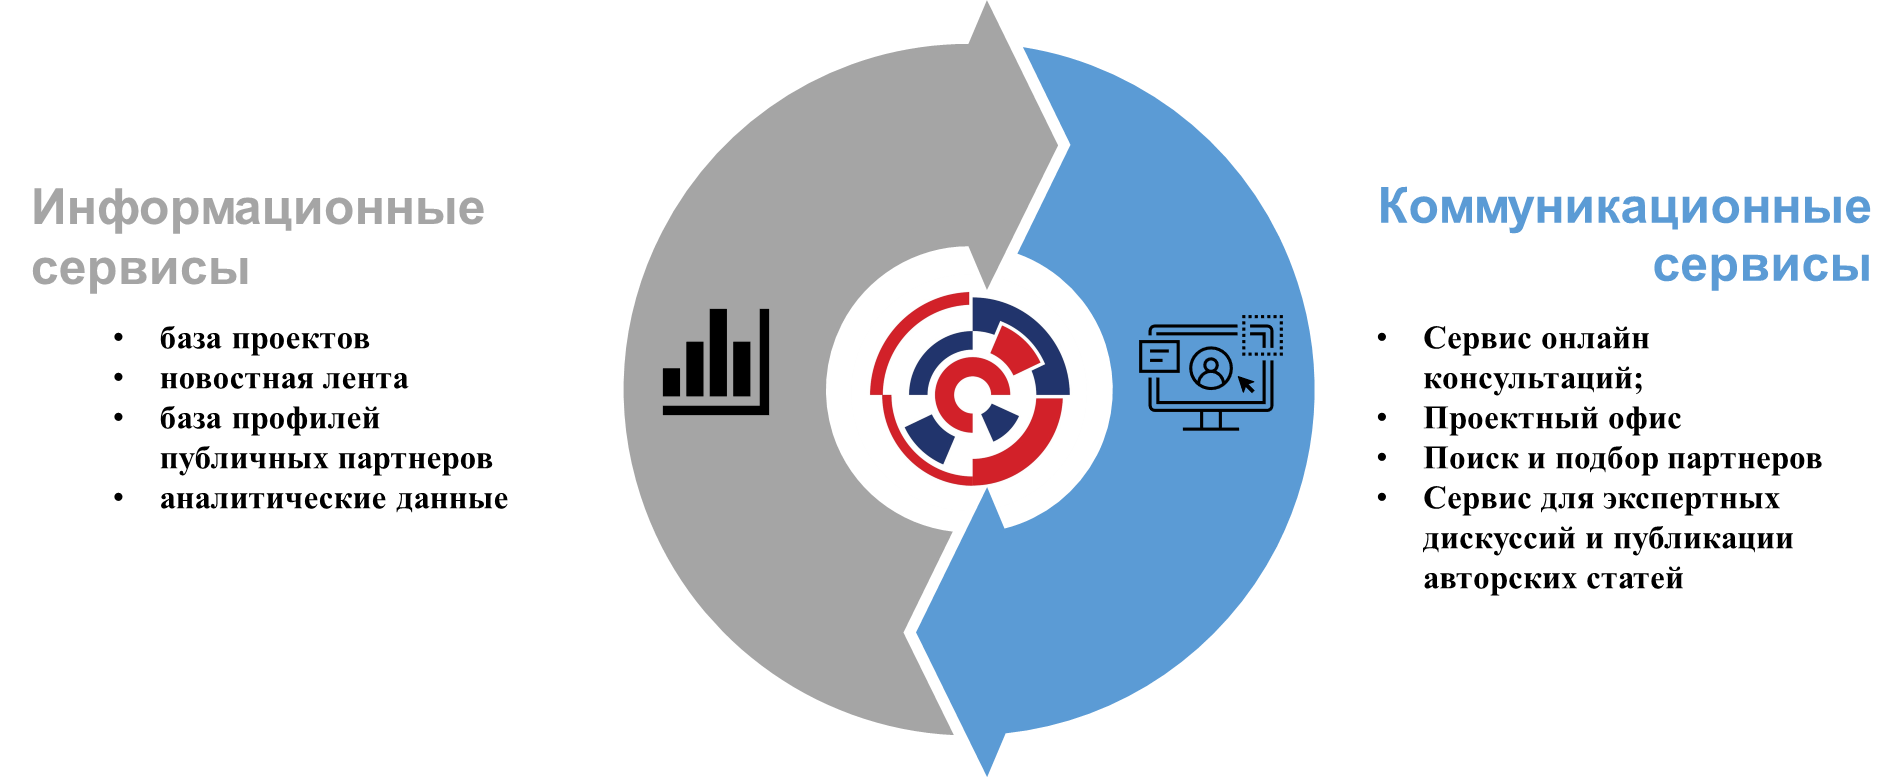 Информационные
сервисы
• база проектов
• новостная лента
• база профилей
публичных партнеров
• аналитические данные
Коммуникационные
сервисы
• Сервис онлайн
консультаций;
• Проектный офис
• Поиск и подбор партнеров
• Сервис для экспертных
дискуссий и публикации
авторских статей